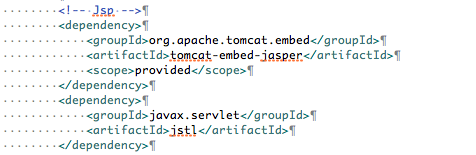 <!-- Jsp -->¶
<dependency>¶
<groupId>org.apache.tomcat.embed</groupId>¶
<artifactId>tomcat-embed-jasper</artifactId>¶
<scope>provided</scope>¶
</dependency>¶
<dependency>¶
<groupId>javax.servlet</groupId>¶
<artifactId>jstl</artifactId>¶
</dependency>¶